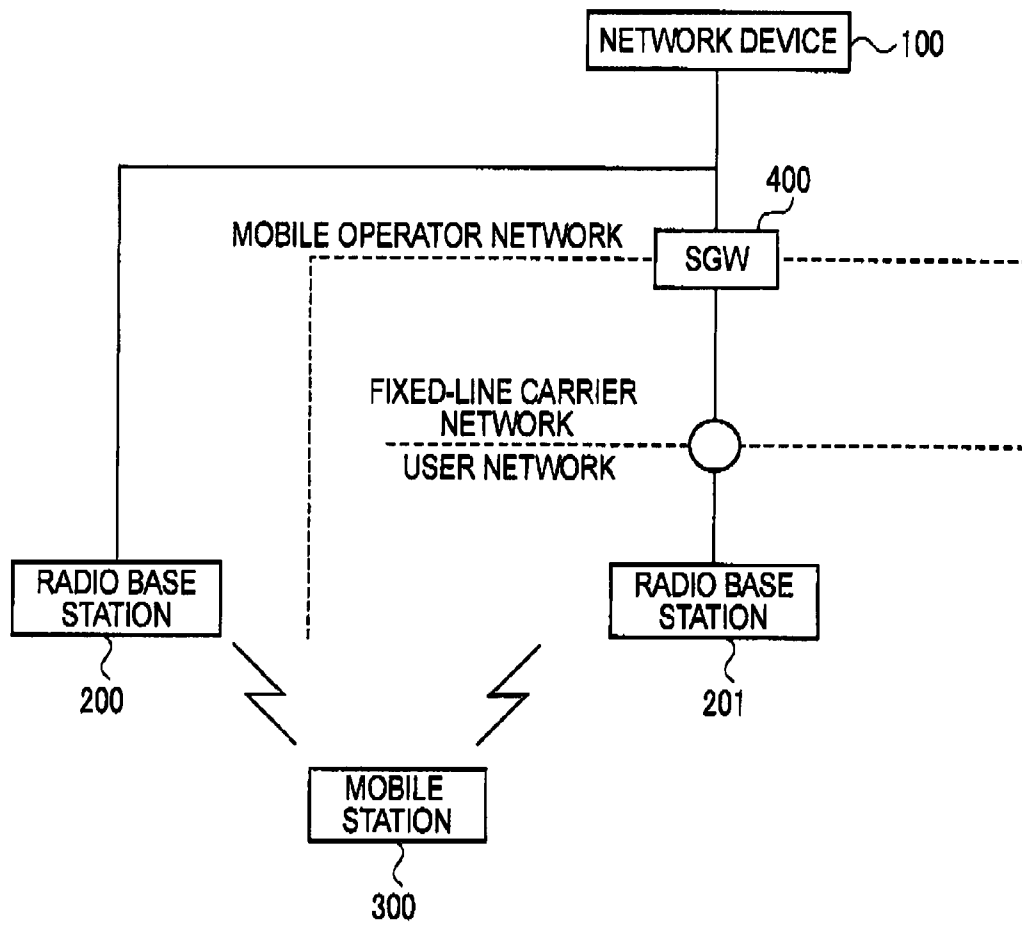 NETWORK DEVICE
100
400
MOBILE OPERATOR NETWORK
SGW
FIXED-LINE CARRIER
NETWORK
USER NETWORK
RADIO BASE
STATION
200
RADIO BASE
STATION
201
MOBILE
STATION
300